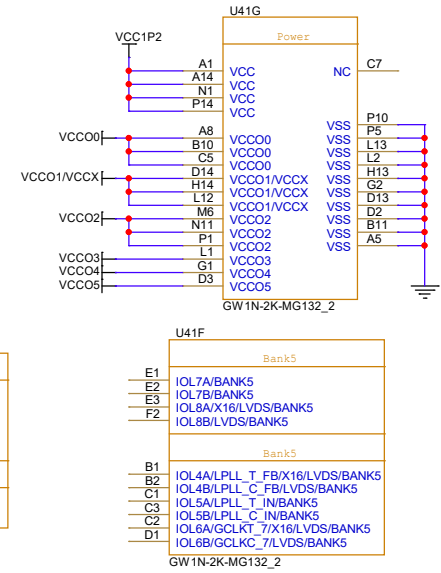 U41G
Power
VCC1P2
A1 VCC NC C7
A14 VCC
N1 VCC
P14 VCC
VCCO0 A8 VCCO0 VSS P10
B10 VCCO0 VSS P5
C5 VCCO0 VSS L13
VCCO1/VCCX D14 VCCO1/VCCX VSS L2
H14 VCCO1/VCCX VSS H13
L12 VCCO1/VCCX VSS G2
VCCO2 M6 VCCO2 VSS D13
N11 VCCO2 VSS D2
P1 VCCO2 VSS B11
VCCO3 L1 VCCO3 VSS A5
VCCO4 G1 VCCO4
VCCO5 D3 VCCO5
GW1N-2K-MG132_2
U41F
Bank5
E1 IOL7A/BANK5
E2 IOL7B/BANK5
E3 IOL8A/X16/LVDS/BANK5
F2 IOL8B/LVDS/BANK5
Bank5
B1 IOL4A/LPLL_T_FB/X16/LVDS/BANK5
B2 IOL4B/LPLL_C_FB/LVDS/BANK5
C1 IOL5A/LPLL_T_IN/BANK5
C3 IOL5B/LPLL_C_IN/BANK5
C2 IOL6A/GCLKT_7/X16/LVDS/BANK5
D1 IOL6B/GCLKC_7/LVDS/BANK5
GW1N-2K-MG132_2